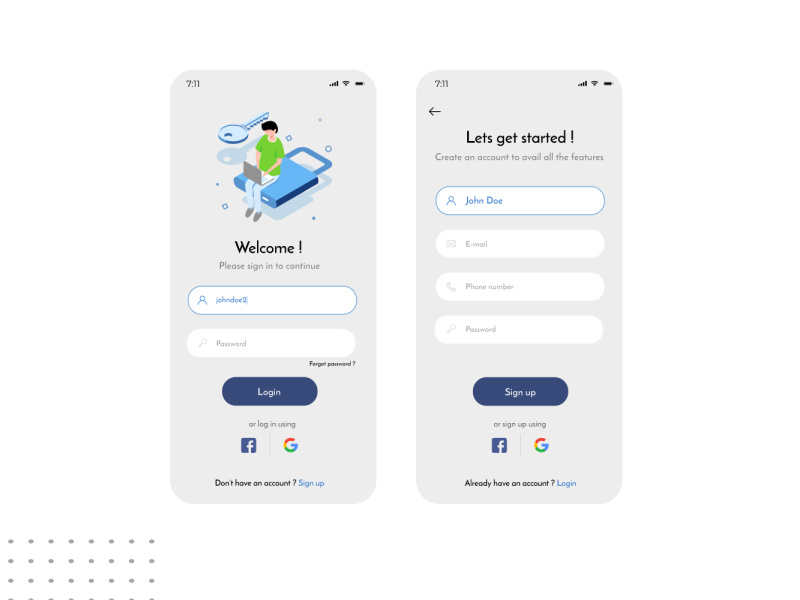 7:11
Welcome !
Please sign in to continue
johndoe2
Password
Forgot password ?
Login
or log in using
Don't have an account ? Sign up
7:11
Lets get started !
Create an account to avail all the features
John Doe
E-mail
Phone number
Password
Sign up
or sign up using
Already have an account ? Login